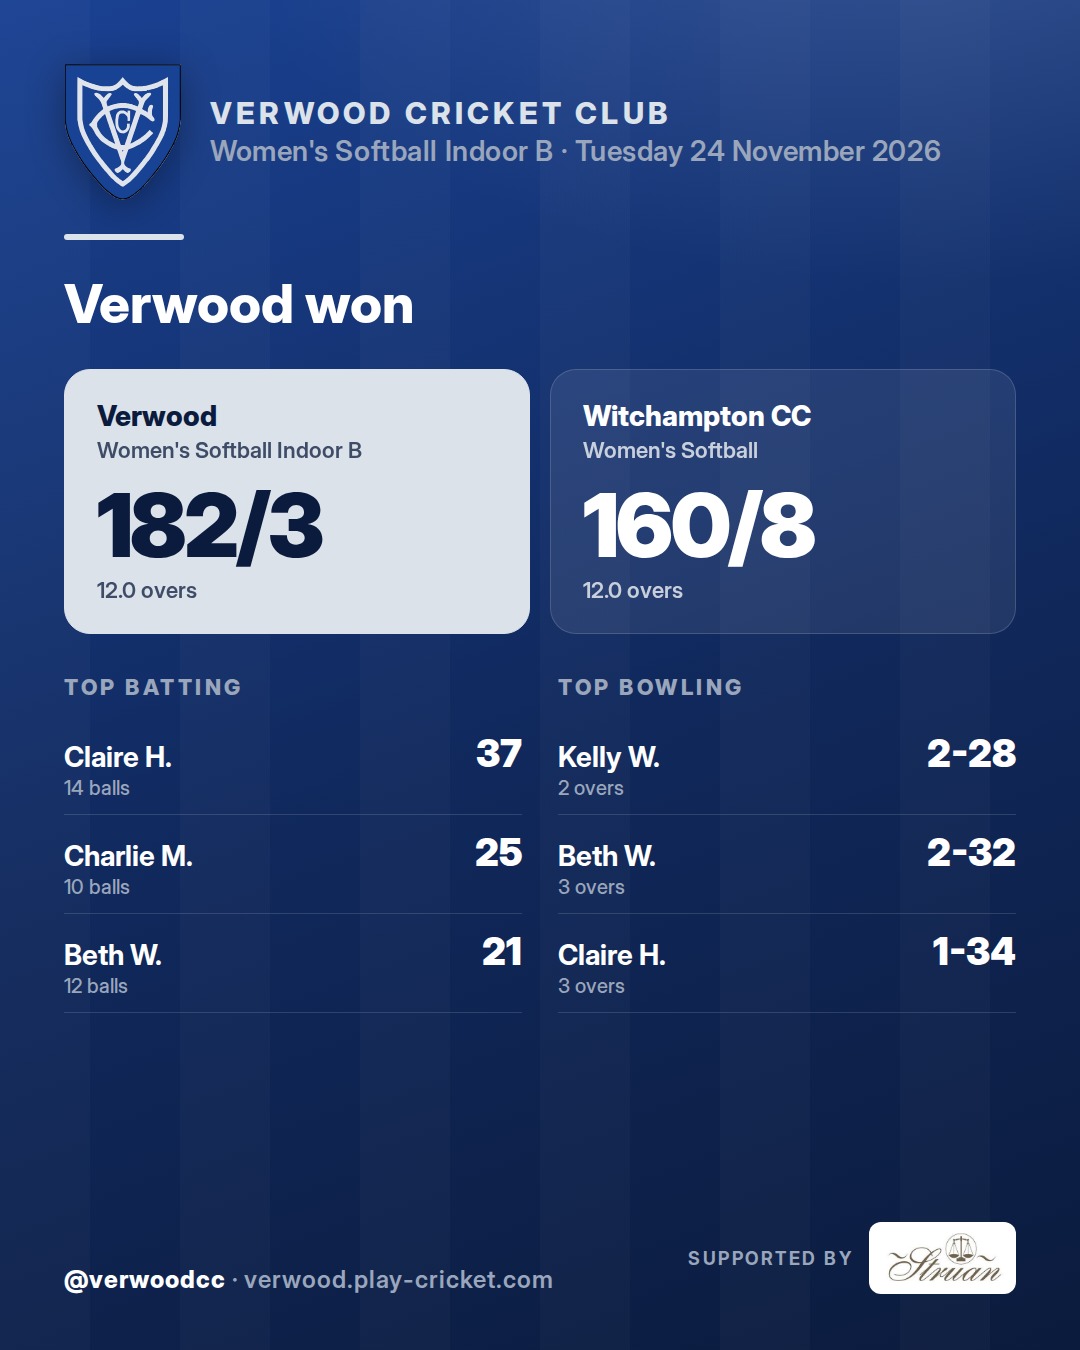 VERWOOD CRICKET CLUB
Women's Softball Indoor B · Tuesday 24 November 2026
Verwood won
Verwood
Women's Softball Indoor B
182/3
12.0 overs
Witchampton CC
Women's Softball
160/8
12.0 overs
TOP BATTING
Claire H. 37
14 balls
Charlie M. 25
10 balls
Beth W. 21
12 balls
TOP BOWLING
Kelly W. 2-28
2 overs
Beth W. 2-32
3 overs
Claire H. 1-34
3 overs
@verwoodcc · verwood.play-cricket.com
SUPPORTED BY
Struan